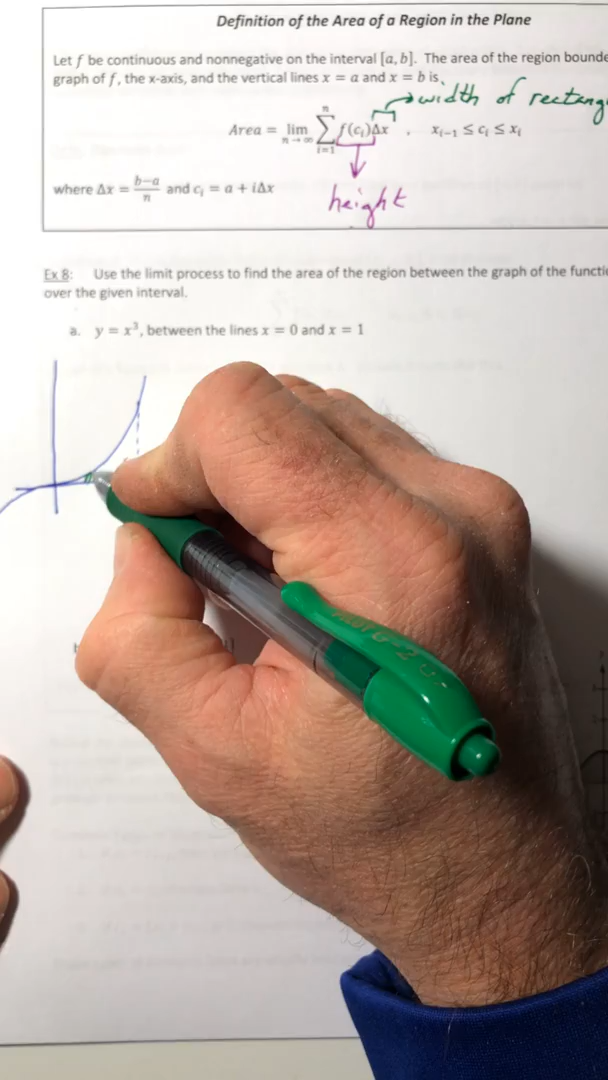 Definition of the Area of a Region in the Plane
Let f be continuous and nonnegative on the interval [a, b]. The area of the region bounde
graph of f, the x-axis, and the vertical lines x = a and x = b is,
→ width of rectang
Area = lim n→∞ n ∑ i=1 f(cᵢ)Δx , xᵢ₋₁ ≤ cᵢ ≤ xᵢ
where Δx = b−a/n and cᵢ = a + iΔx
height
Ex 8: Use the limit process to find the area of the region between the graph of the functi
over the given interval.
a. y = x³, between the lines x = 0 and x = 1